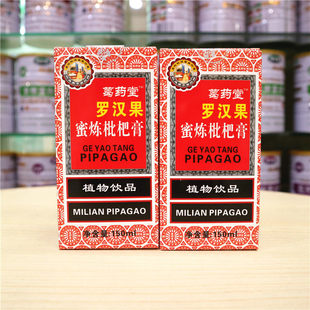 葛药堂
罗汉果
蜜炼枇杷膏
GE YAO TANG
PIPAGAO
植物饮品
MILIAN PIPAGAO
净含量:150ml
葛药堂
罗汉果
蜜炼枇杷膏
GE YAO TANG
PIPAGAO
植物饮品
MILIAN PIPAGAO
净含量:150ml